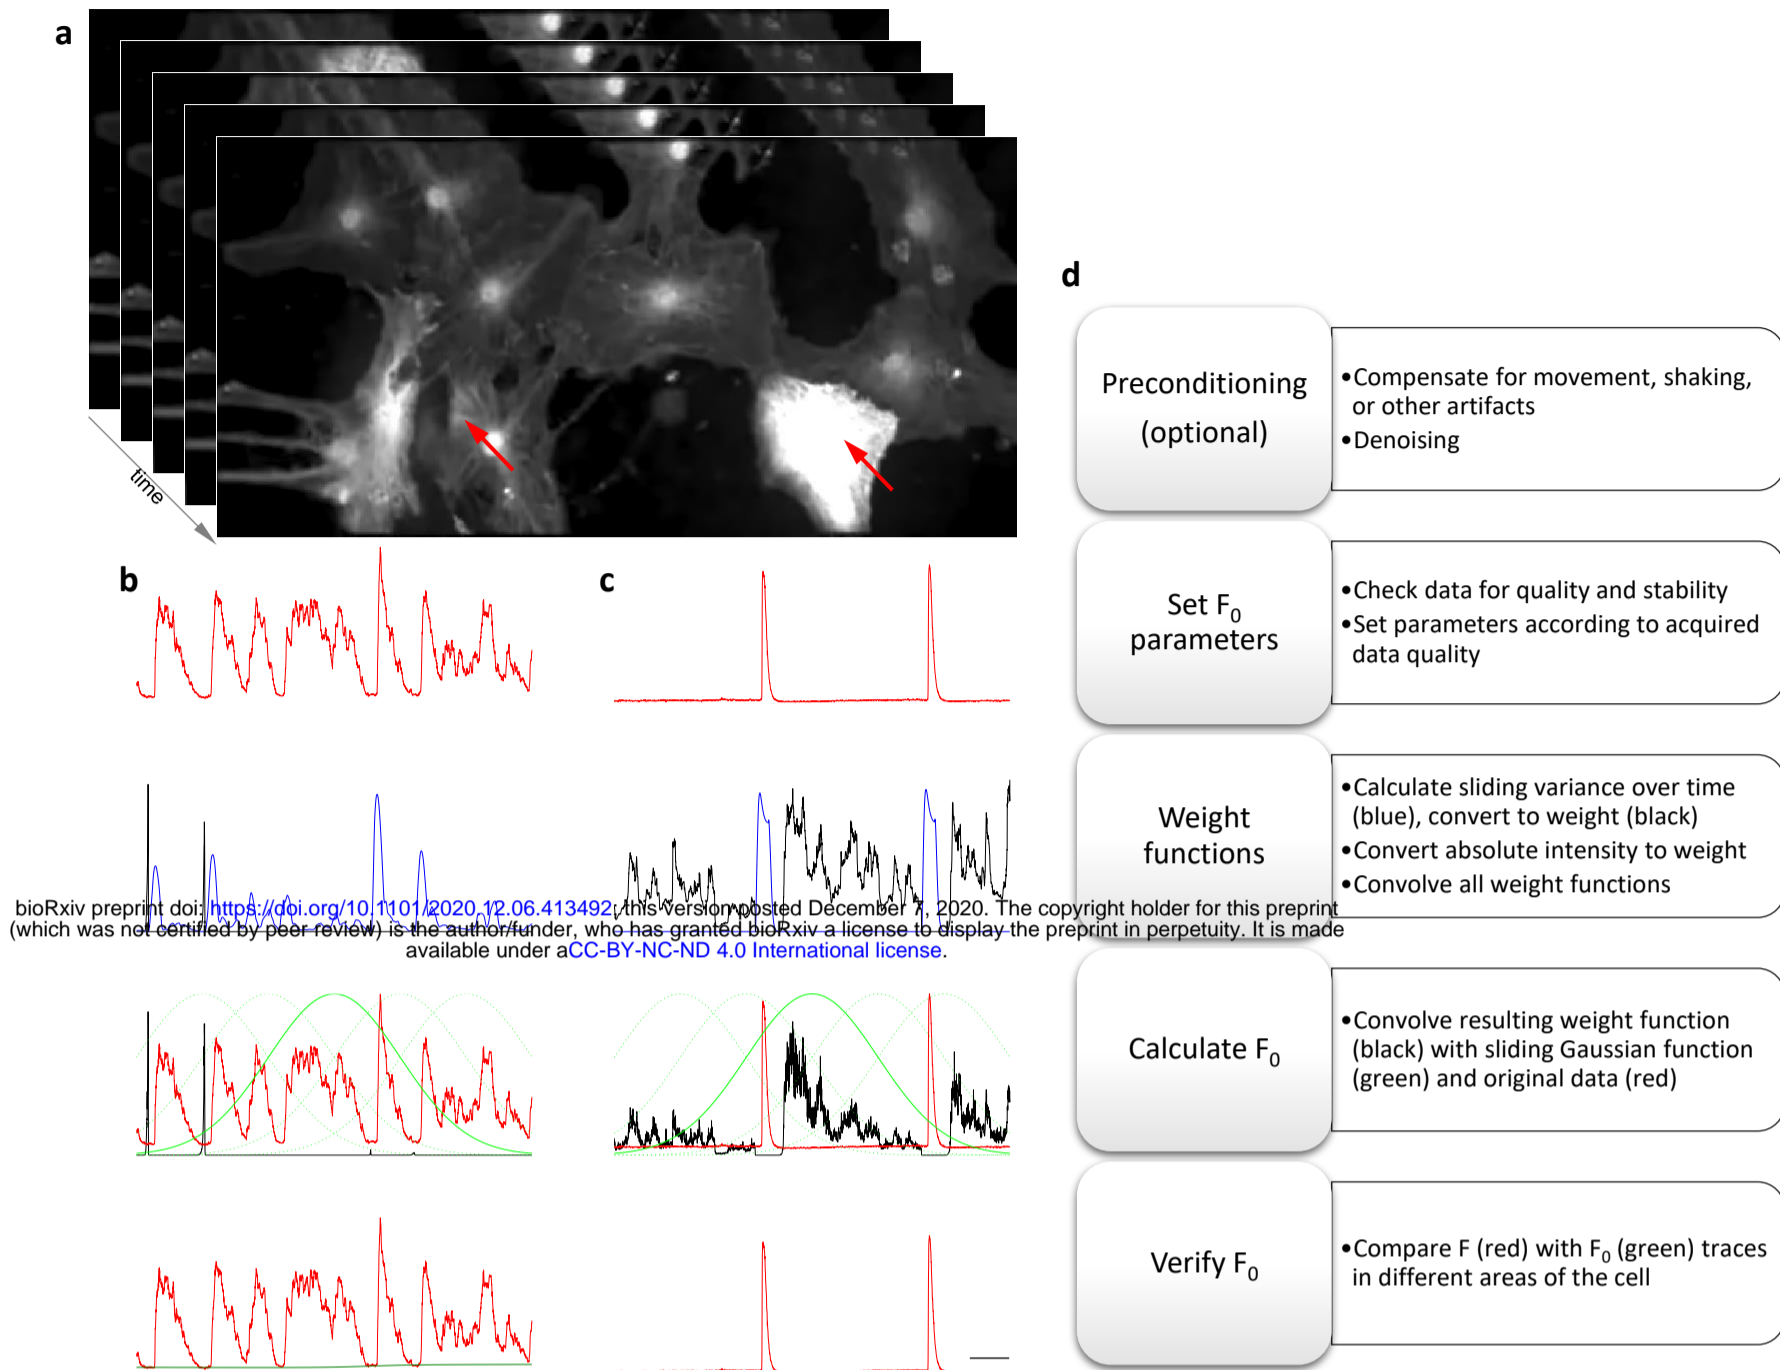 a
time
b
c
d
Preconditioning
(optional)
•Compensate for movement, shaking,
or other artifacts
•Denoising
Set F₀
parameters
•Check data for quality and stability
•Set parameters according to acquired
data quality
Weight
functions
•Calculate sliding variance over time
(blue), convert to weight (black)
•Convert absolute intensity to weight
•Convolve all weight functions
bioRxiv preprint doi: https://doi.org/10.1101/2020.12.06.413492; this version posted December 7, 2020. The copyright holder for this preprint
(which was not certified by peer review) is the author/funder, who has granted bioRxiv a license to display the preprint in perpetuity. It is made
available under aCC-BY-NC-ND 4.0 International license.
Calculate F₀
•Convolve resulting weight function
(black) with sliding Gaussian function
(green) and original data (red)
Verify F₀
•Compare F (red) with F₀ (green) traces
in different areas of the cell